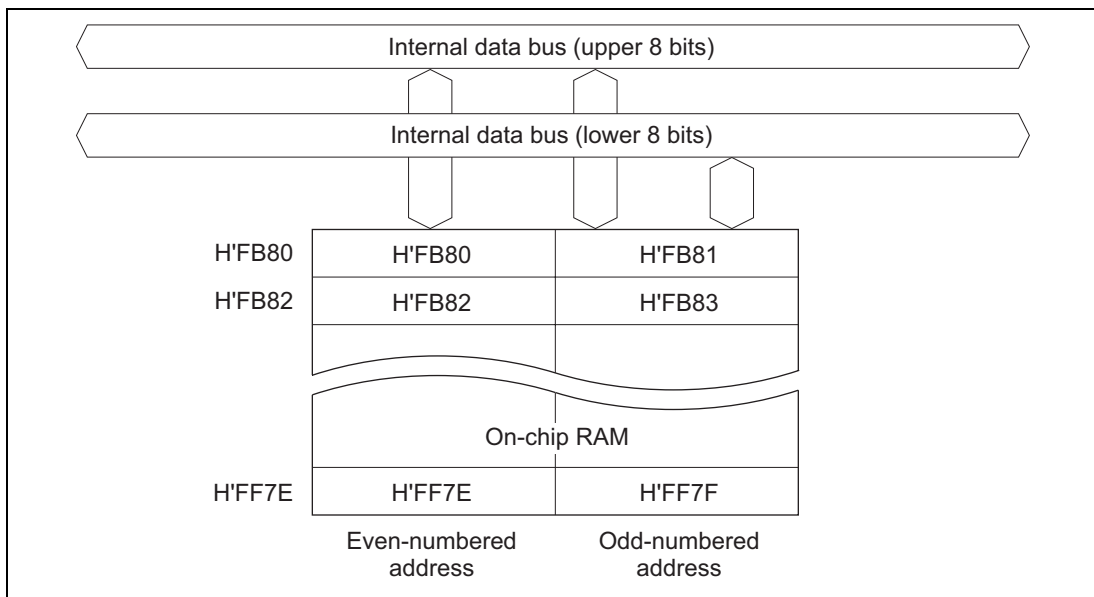 Internal data bus (upper 8 bits)
Internal data bus (lower 8 bits)
H'FB80 H'FB80 H'FB81
H'FB82 H'FB82 H'FB83
On-chip RAM
H'FF7E H'FF7E H'FF7F
Even-numbered Odd-numbered
address address